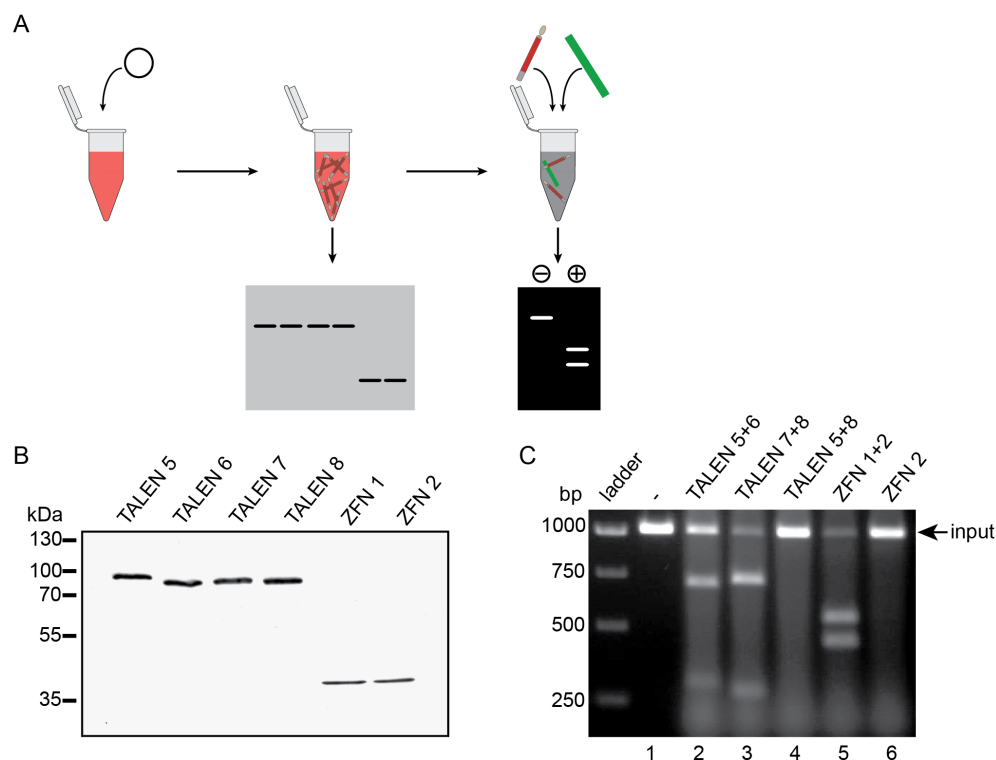 A
⊖ ⊕
B
TALEN 5 TALEN 6 TALEN 7 TALEN 8 ZFN 1 ZFN 2
kDa
130
100
70
55
35
C
ladder - TALEN 5+6 TALEN 7+8 TALEN 5+8 ZFN 1+2 ZFN 2
bp
1000
input
750
500
250
1 2 3 4 5 6